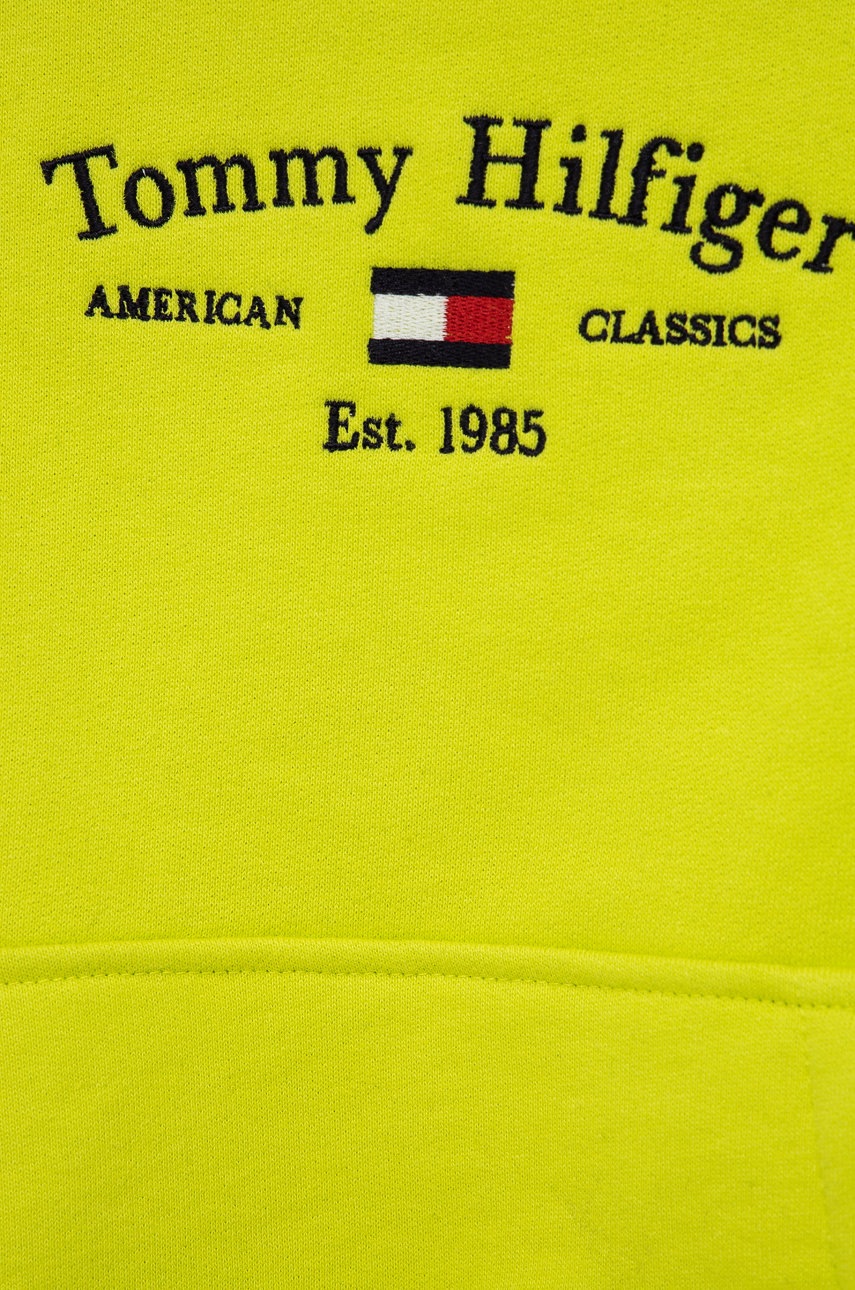 Tommy Hilfiger
AMERICAN CLASSICS
Est. 1985